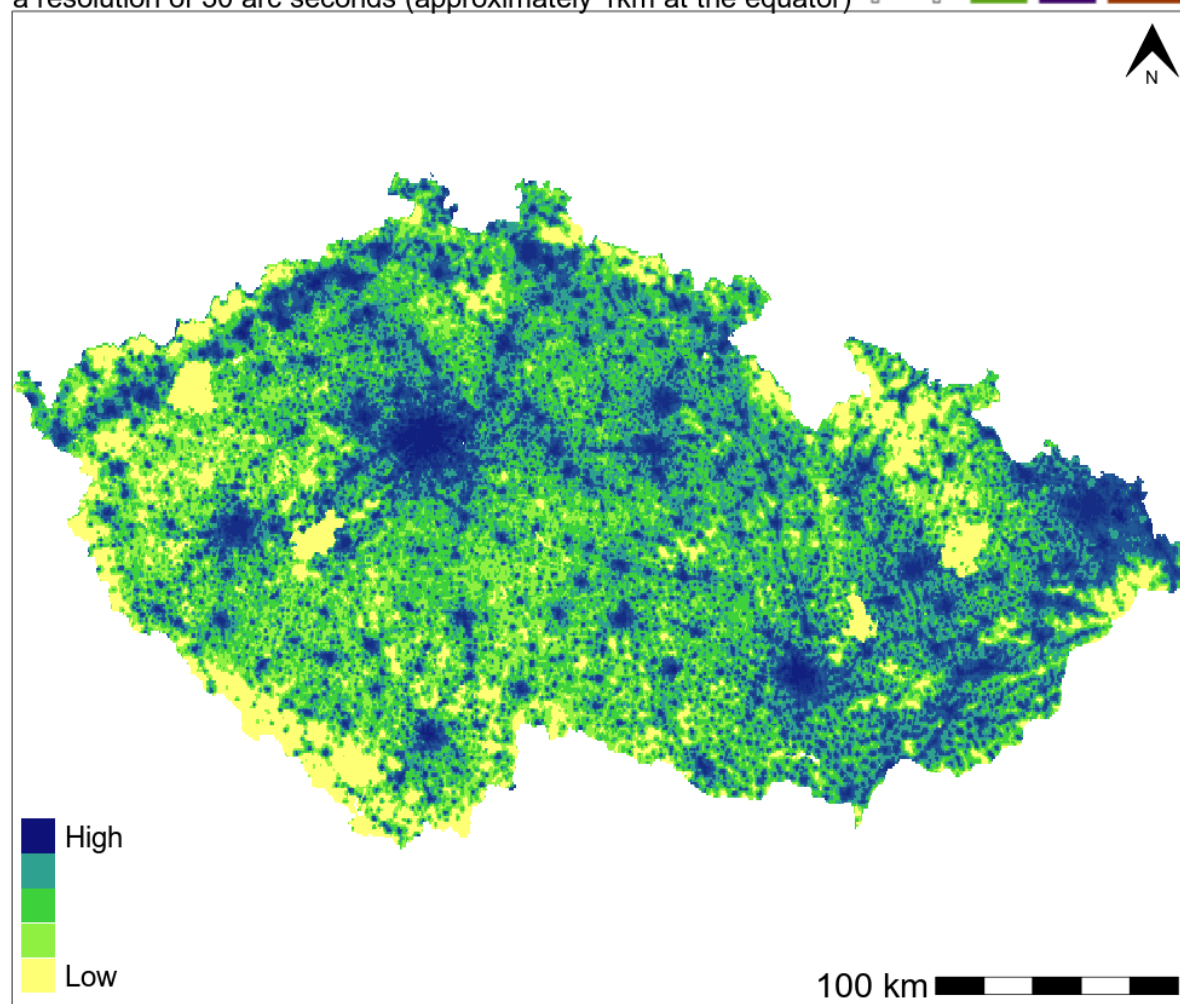 a resolution of 30 arc seconds (approximately 1km at the equator)
N
High
Low
100 km